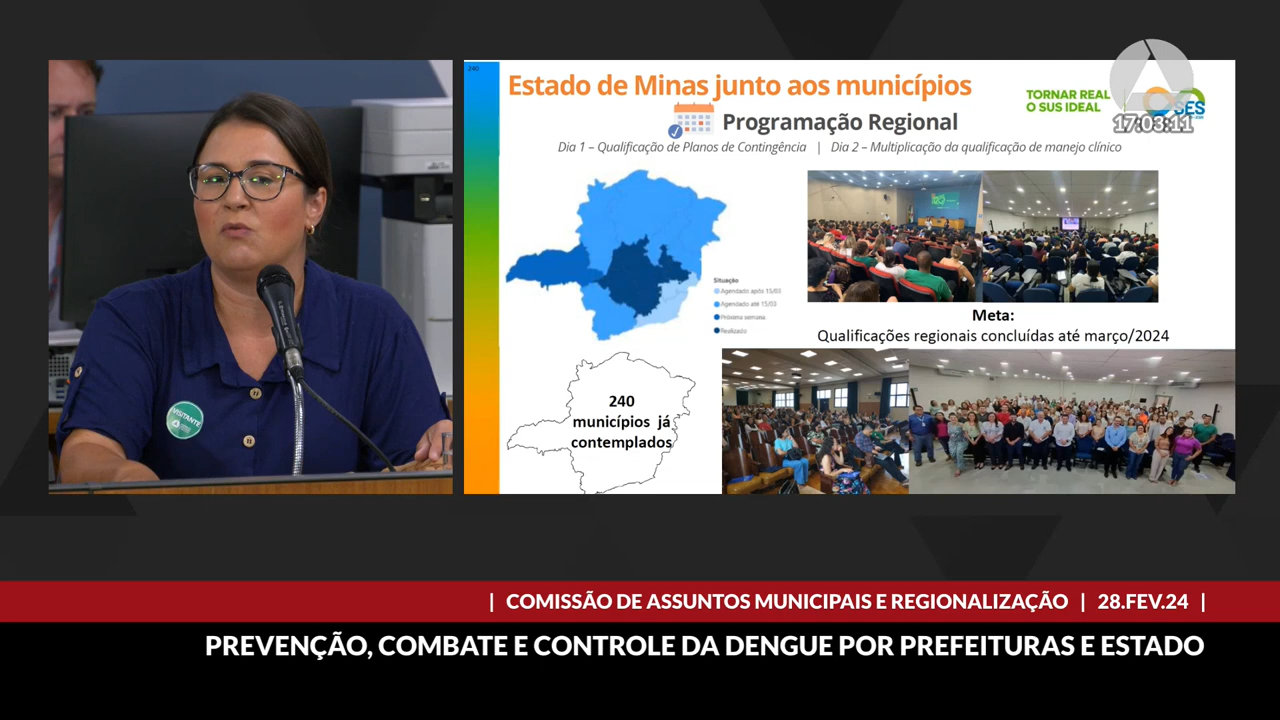 240
Estado de Minas junto aos municípios
TORNAR REAL
O SUS IDEAL
SES
17:03:11
Programação Regional
Dia 1 – Qualificação de Planos de Contingência | Dia 2 – Multiplicação da qualificação de manejo clínico
Situação
Agendado após 15/03
Agendado até 15/03
Próxima semana
Realizado
Meta:
Qualificações regionais concluídas até março/2024
240
municípios já
contemplados
VISITANTE
| COMISSÃO DE ASSUNTOS MUNICIPAIS E REGIONALIZAÇÃO | 28.FEV.24 |
PREVENÇÃO, COMBATE E CONTROLE DA DENGUE POR PREFEITURAS E ESTADO